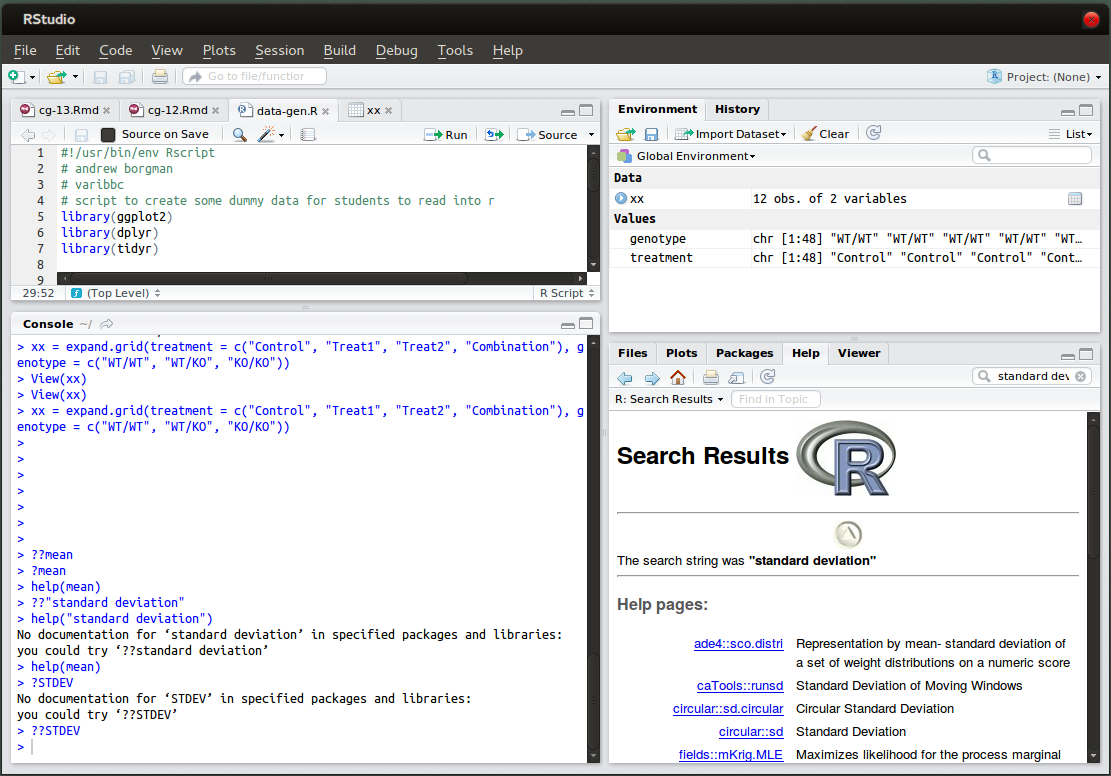 RStudio
File Edit Code View Plots Session Build Debug Tools Help
Go to file/function
Project: (None)
cg-13.Rmd cg-12.Rmd data-gen.R xx
Source on Save Run Source
1 #!/usr/bin/env Rscript
2 # andrew borgman
3 # varibbc
4 # script to create some dummy data for students to read into r
5 library(ggplot2)
6 library(dplyr)
7 library(tidyr)
8
9
29:52 (Top Level) R Script
Console ~/
> xx = expand.grid(treatment = c("Control", "Treat1", "Treat2", "Combination"), g
enotype = c("WT/WT", "WT/KO", "KO/KO"))
> View(xx)
> View(xx)
> xx = expand.grid(treatment = c("Control", "Treat1", "Treat2", "Combination"), g
enotype = c("WT/WT", "WT/KO", "KO/KO"))
>
>
>
>
>
>
>
> ??mean
> ?mean
> help(mean)
> ??"standard deviation"
> help("standard deviation")
No documentation for ‘standard deviation’ in specified packages and libraries:
you could try ‘??standard deviation’
> help(mean)
> ?STDEV
No documentation for ‘STDEV’ in specified packages and libraries:
you could try ‘??STDEV’
> ??STDEV
>
Environment History
Import Dataset Clear List
Global Environment
Data
xx 12 obs. of 2 variables
Values
genotype chr [1:48] "WT/WT" "WT/WT" "WT/WT" "WT/WT" "WT…
treatment chr [1:48] "Control" "Control" "Control" "Cont…
Files Plots Packages Help Viewer
standard dev
R: Search Results Find in Topic
Search Results R
The search string was "standard deviation"
Help pages:
ade4::sco.distri Representation by mean- standard deviation of
a set of weight distributions on a numeric score
caTools::runsd Standard Deviation of Moving Windows
circular::sd.circular Circular Standard Deviation
circular::sd Standard Deviation
fields::mKrig.MLE Maximizes likelihood for the process marginal